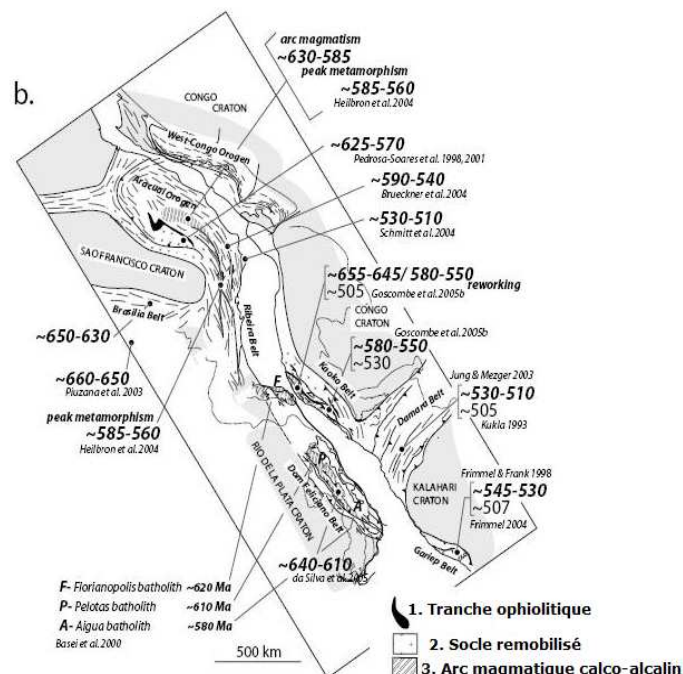 arc magmatism
~630-585
peak metamorphism
~585-560
Heilbron et al. 2004
b.
CONGO
CRATON
West-Congo Orogen
~625-570
Pedrosa-Soares et al. 1998, 2001
Araçuaí Orogen
~590-540
Brueckner et al. 2004
~530-510
Schmitt et al. 2004
SAO FRANCISCO CRATON
~655-645/ 580-550 reworking
~505 Goscombe et al. 2005b
CONGO
CRATON
Goscombe et al. 2005b
Brasilia Belt
Ribeira Belt
~650-630
~580-550
~530
Kaoko Belt
~660-650
Piuzana et al. 2003
Jung & Mezger 2003
~530-510
~505
Kukla 1993
Damara Belt
F
peak metamorphism
~585-560
Heilbron et al. 2004
RIO DE LA PLATA CRATON
P
Dom Feliciano Belt
A
KALAHARI
CRATON
Frimmel & Frank 1998
~545-530
~507
Frimmel 2004
Gariep Belt
~640-610
da Silva et al. 2005
F- Florianopolis batholith ~620 Ma
P- Pelotas batholith ~610 Ma
A- Aigua batholith ~580 Ma
Basei et al. 2000
500 km
1. Tranche ophiolitique
2. Socle remobilisé
3. Arc magmatique calco-alcalin